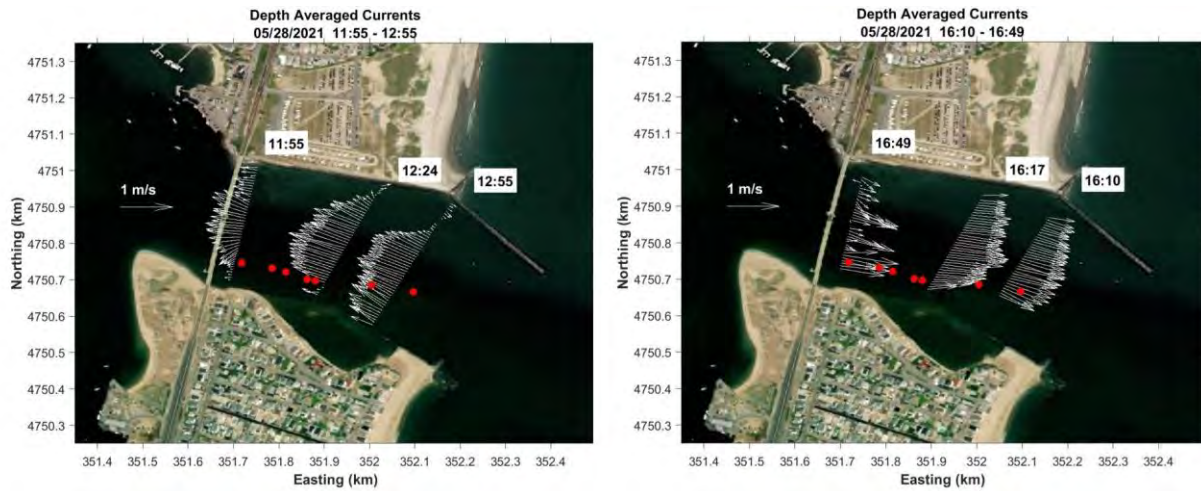 Depth Averaged Currents
05/28/2021 11:55 - 12:55
4751.3
4751.2
4751.1
4751
4750.9
4750.8
4750.7
4750.6
4750.5
4750.4
4750.3
Northing (km)
11:55
12:24
12:55
1 m/s
351.4 351.5 351.6 351.7 351.8 351.9 352 352.1 352.2 352.3 352.4
Easting (km)
Depth Averaged Currents
05/28/2021 16:10 - 16:49
4751.3
4751.2
4751.1
4751
4750.9
4750.8
4750.7
4750.6
4750.5
4750.4
4750.3
Northing (km)
16:49
16:17
16:10
1 m/s
351.4 351.5 351.6 351.7 351.8 351.9 352 352.1 352.2 352.3 352.4
Easting (km)